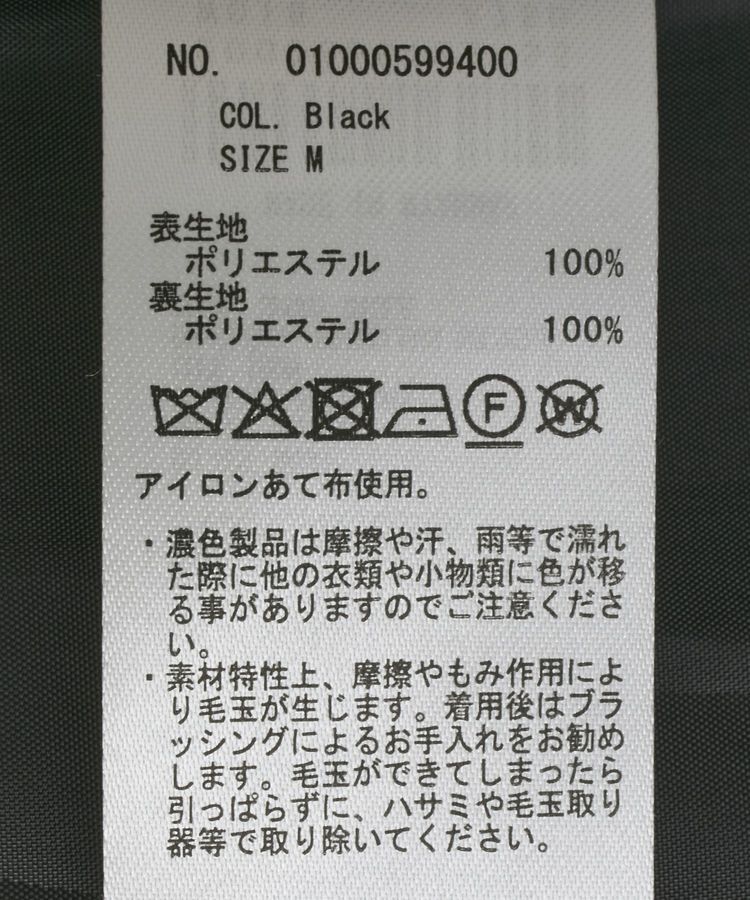 NO. 01000599400
COL. Black
SIZE M
表生地
ポリエステル 100%
裏生地
ポリエステル 100%
F W
アイロンあて布使用。
・濃色製品は摩擦や汗、雨等で濡れ
た際に他の衣類や小物類に色が移
る事がありますのでご注意くださ
い。
・素材特性上、摩擦やもみ作用によ
り毛玉が生じます。着用後はブラ
ッシングによるお手入れをお勧め
します。毛玉ができてしまったら
引っぱらずに、ハサミや毛玉取り
器等で取り除いてください。